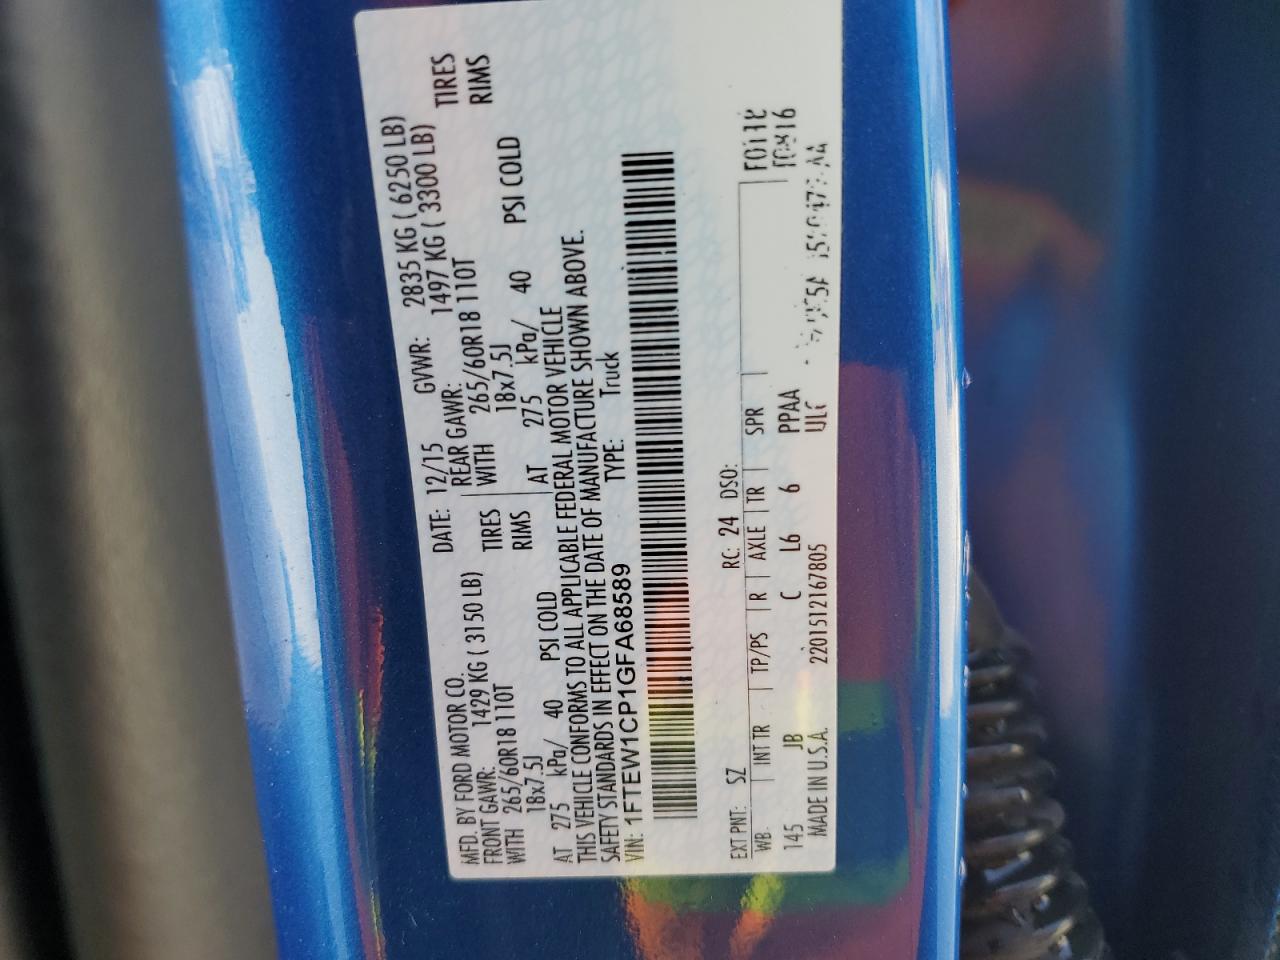 MFD. BY FORD MOTOR CO.
DATE: 12/15 GVWR: 2835 KG ( 6250 LB)
FRONT GAWR: 1429 KG ( 3150 LB) REAR GAWR: 1497 KG ( 3300 LB)
WITH 265/60R18 110T TIRES WITH 265/60R18 110T TIRES
18x7.5J RIMS 18x7.5J RIMS
AT 275 kPa/ 40 PSI COLD AT 275 kPa/ 40 PSI COLD
THIS VEHICLE CONFORMS TO ALL APPLICABLE FEDERAL MOTOR VEHICLE
SAFETY STANDARDS IN EFFECT ON THE DATE OF MANUFACTURE SHOWN ABOVE.
VIN: 1FTEW1CP1GFA68589 TYPE: Truck
EXT PNT: SZ RC: 24 DSO:
WB. INT TR TP/PS R AXLE TR SPR
145 JB C L6 6 PPAA
MADE IN U.S.A. 2201512167805